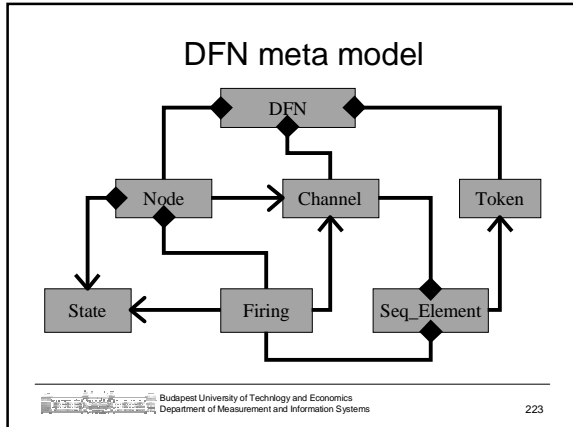 DFN meta model
DFN
Node
Channel
Token
State
Firing
Seq_Element
Budapest University of Technlogy and Economics
Department of Measurement and Information Systems
223